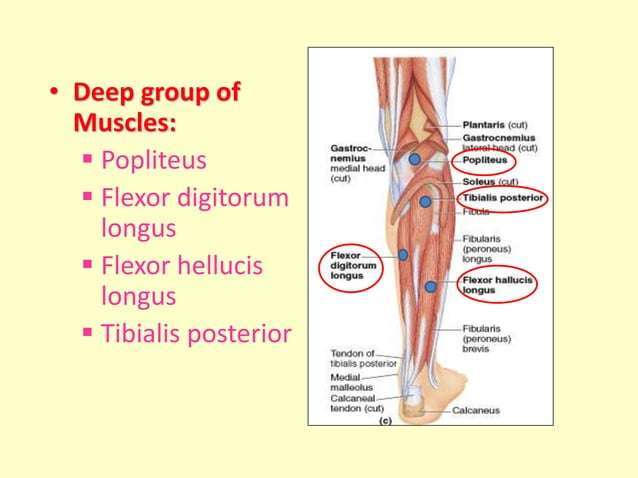 • Deep group of
Muscles:
▪ Popliteus
▪ Flexor digitorum
longus
▪ Flexor hellucis
longus
▪ Tibialis posterior
Plantaris (cut)
Gastrocnemius
lateral head (cut)
Gastroc-
nemius
medial head
(cut)
Popliteus
Soleus (cut)
Tibialis posterior
Fibula
Fibularis
(peroneus)
longus
Flexor
digitorum
longus
Flexor hallucis
longus
Fibularis
(peroneus)
brevis
Tendon of
tibialis posterior
Medial
malleolus
Calcaneal
tendon (cut)
Calcaneus
(c)